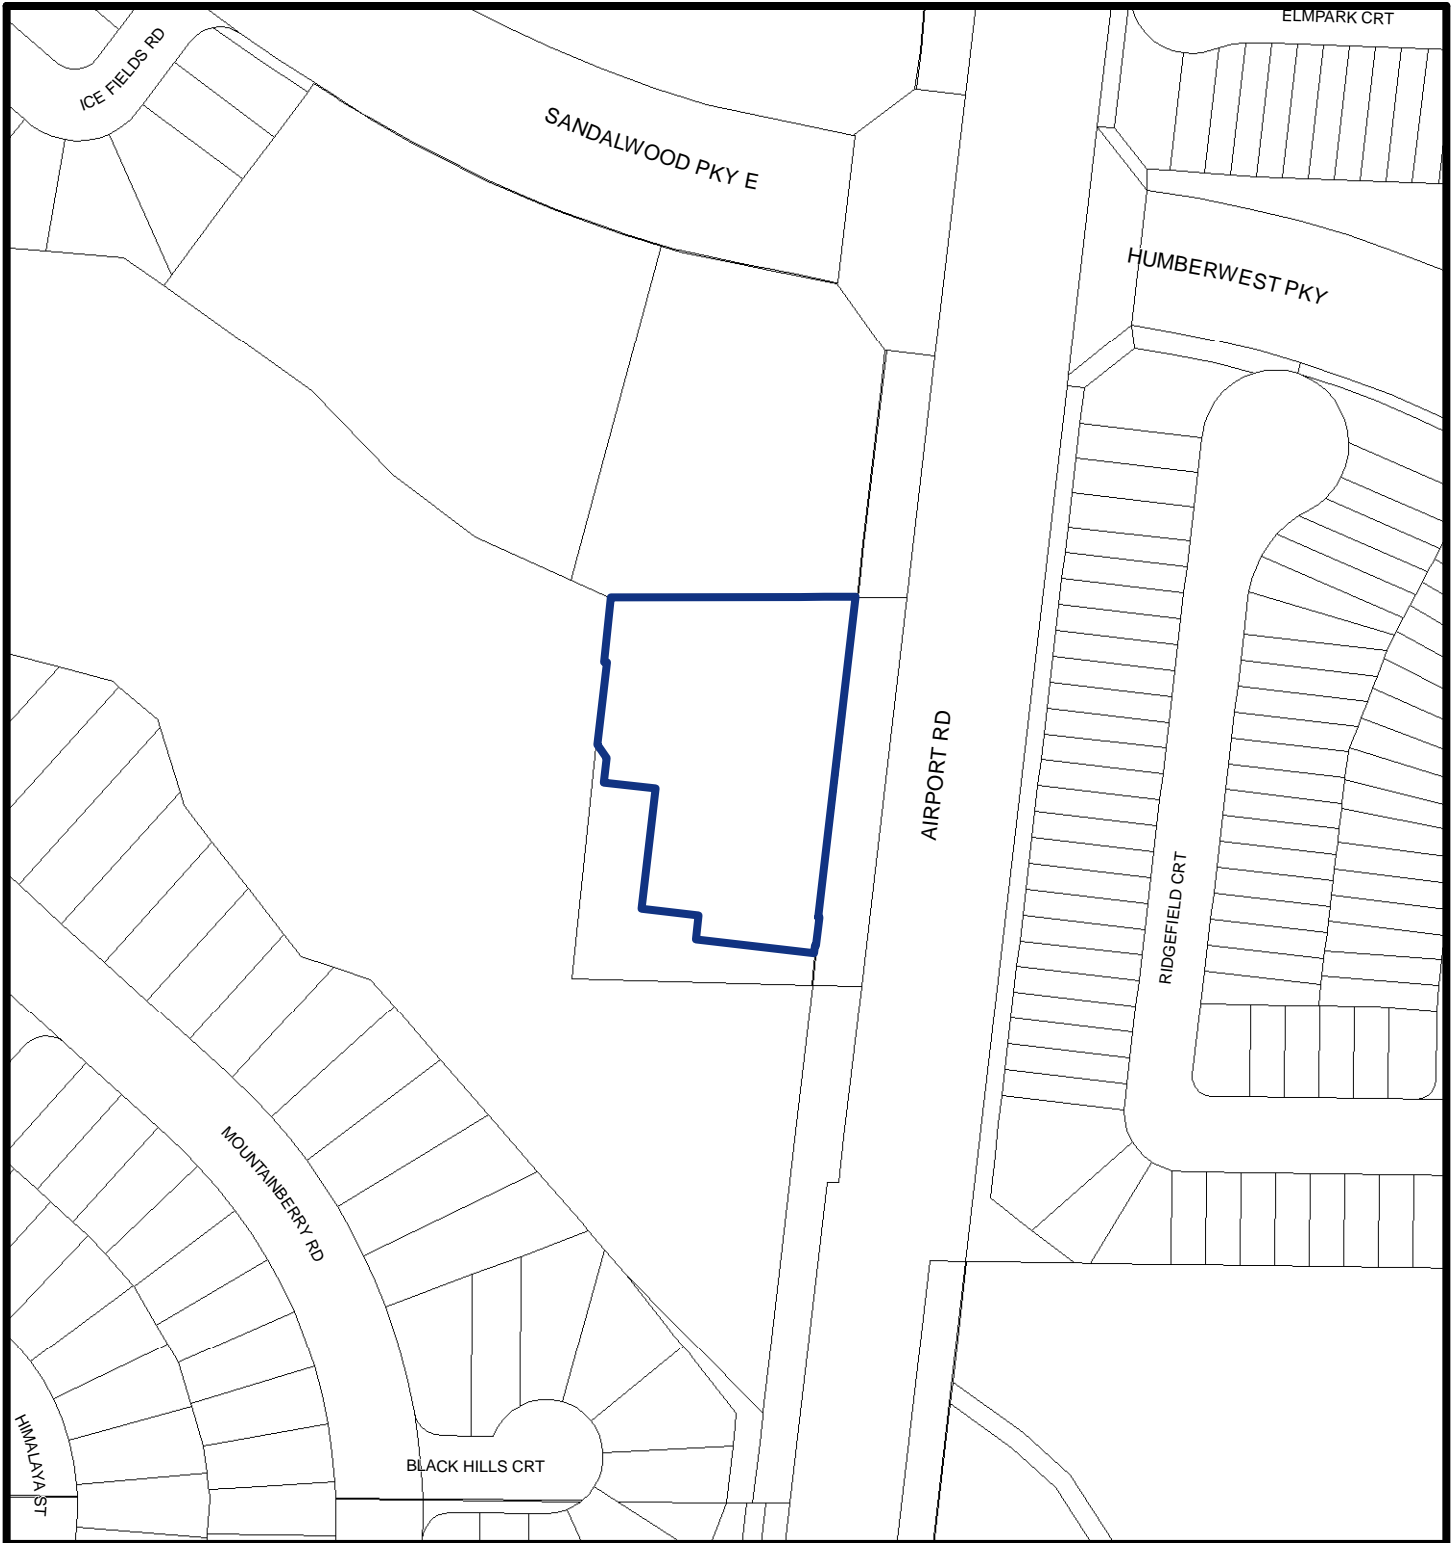 ELMPARK CRT
ICE FIELDS RD
SANDALWOOD PKY E
HUMBERWEST PKY
AIRPORT RD
RIDGEFIELD CRT
MOUNTAINBERRY RD
BLACK HILLS CRT
HIMALAYA ST